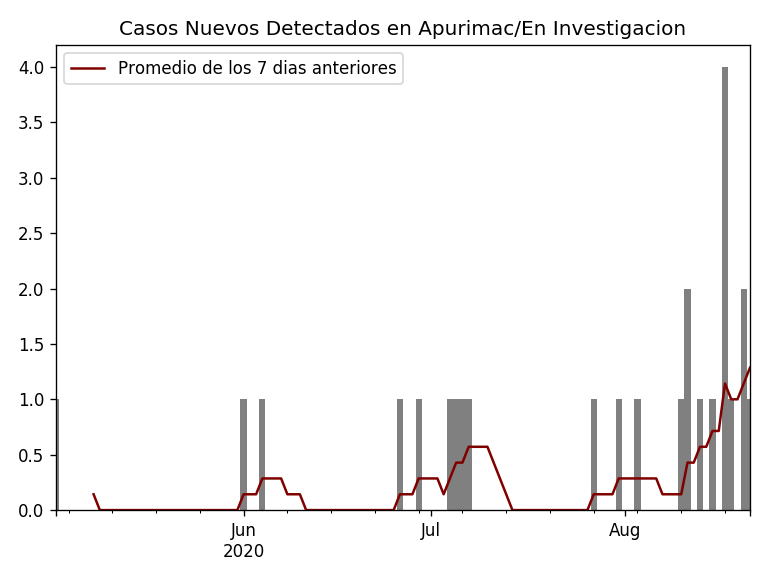 Casos Nuevos Detectados en Apurimac/En Investigacion
Promedio de los 7 dias anteriores
4.0
3.5
3.0
2.5
2.0
1.5
1.0
0.5
0.0
Jun
2020
Jul
Aug